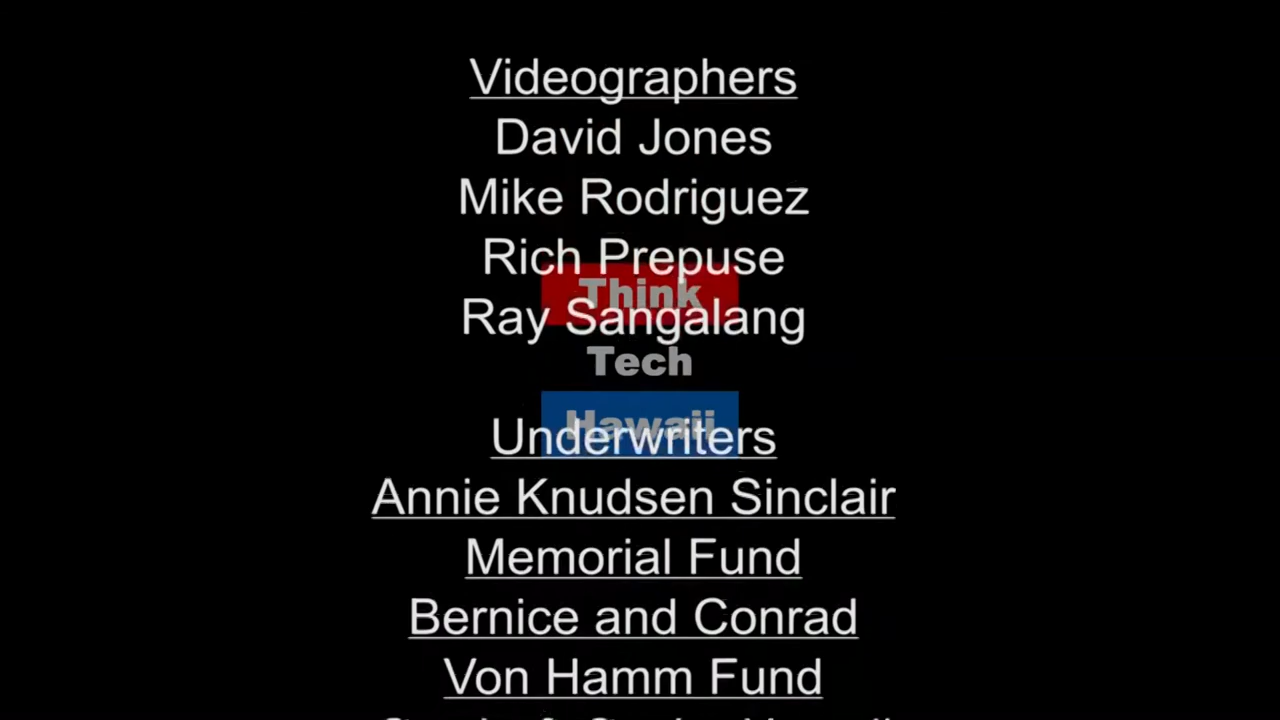 Videographers
David Jones
Mike Rodriguez
Rich Prepuse
Think
Ray Sangalang
Tech
Hawaii
Underwriters
Annie Knudsen Sinclair
Memorial Fund
Bernice and Conrad
Von Hamm Fund